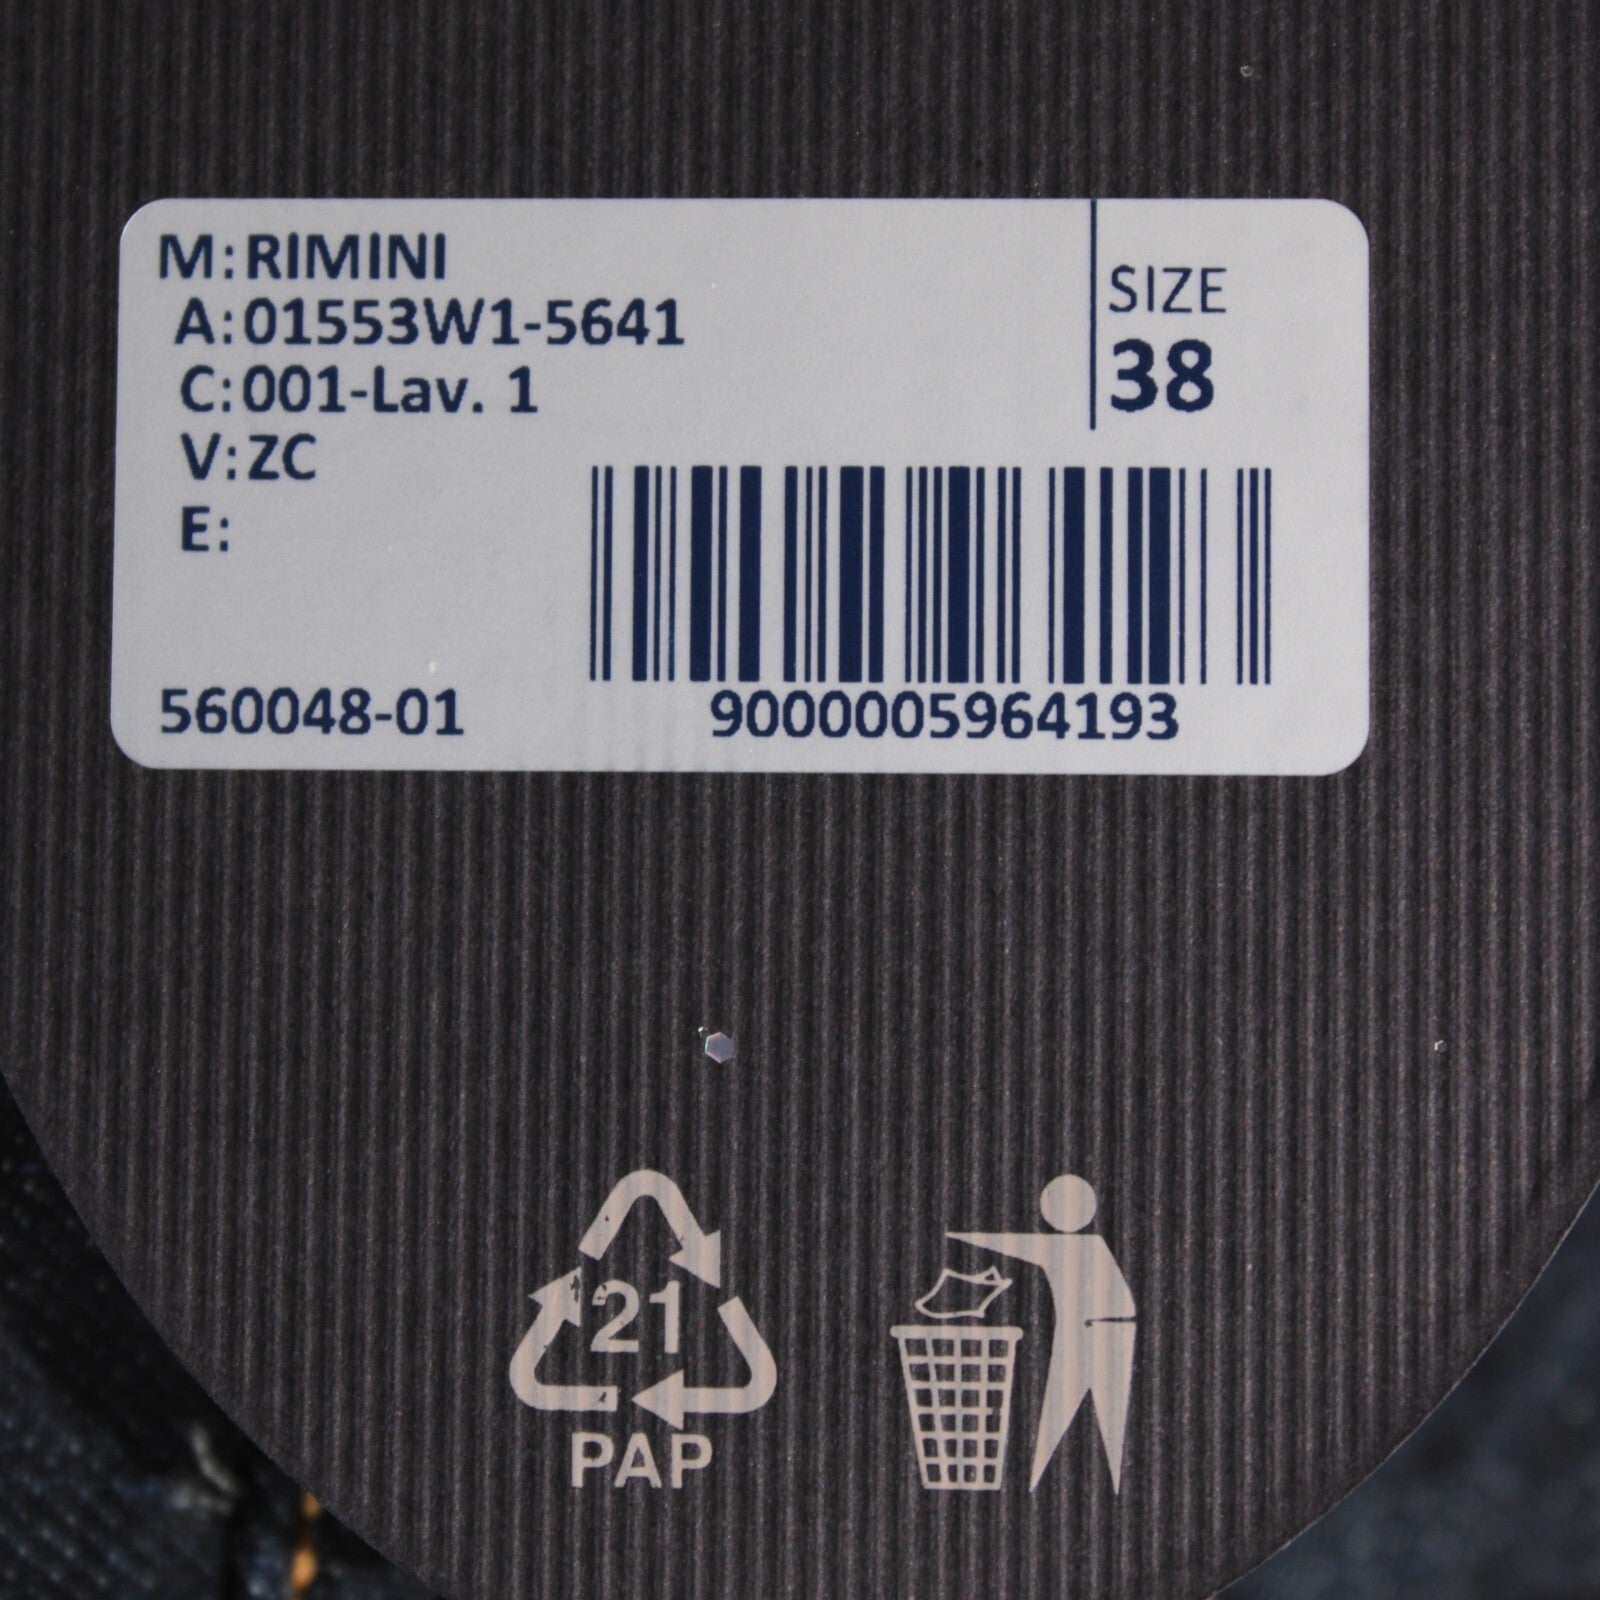 M: RIMINI
A: 01553W1-5641
C: 001-Lav. 1
V: ZC
E:
SIZE
38
560048-01
9000005964193
21
PAP